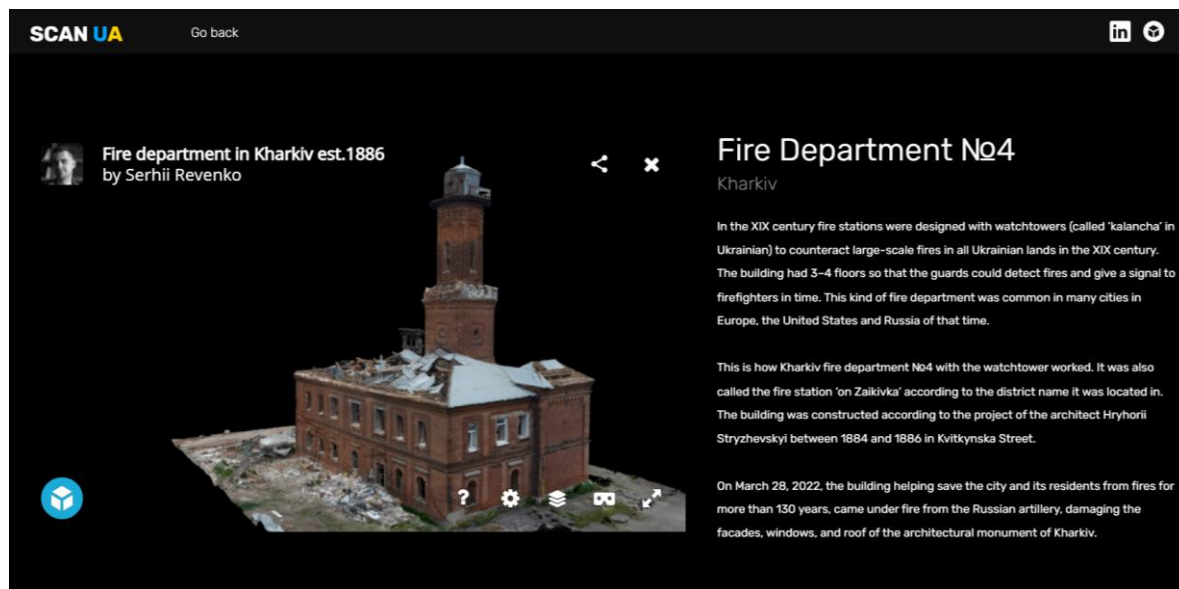 SCAN UA
Go back
in
Fire department in Kharkiv est.1886
by Serhii Revenko
?
Fire Department №4
Kharkiv
In the XIX century fire stations were designed with watchtowers (called 'kalancha' in
Ukrainian) to counteract large-scale fires in all Ukrainian lands in the XIX century.
The building had 3-4 floors so that the guards could detect fires and give a signal to
firefighters in time. This kind of fire department was common in many cities in
Europe, the United States and Russia of that time.
This is how Kharkiv fire department №4 with the watchtower worked. It was also
called the fire station 'on Zaikivka' according to the district name it was located in.
The building was constructed according to the project of the architect Hryhorii
Stryzhevskyi between 1884 and 1886 in Kvitkynska Street.
On March 28, 2022, the building helping save the city and its residents from fires for
more than 130 years, came under fire from the Russian artillery, damaging the
facades, windows, and roof of the architectural monument of Kharkiv.